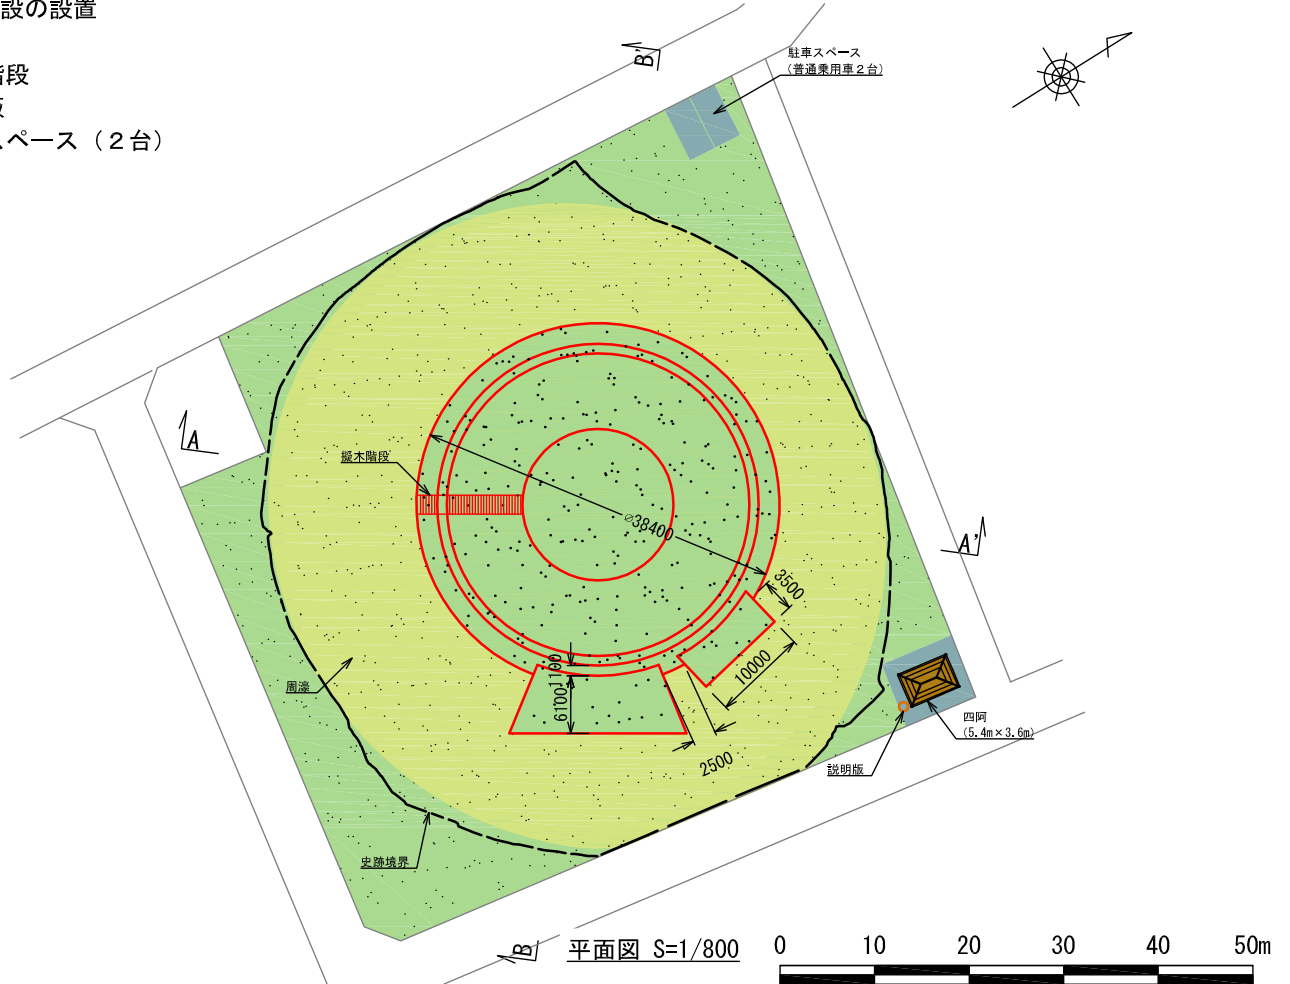 設の設置
階段
スペース（２台）
B'
駐車スペース
（普通乗用車２台）
A
擬木階段
∅38400
A'
3500
10000
1100
6100
2500
周濠
四阿
(5.4m×3.6m)
説明版
史跡境界
B
平面図 S=1/800
0 10 20 30 40 50m